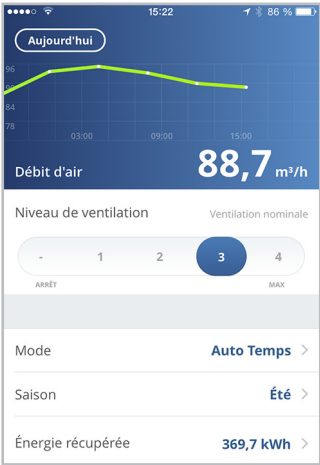 15:22
86 %
Aujourd'hui
96
90
84
78
03:00 09:00 15:00
Débit d'air
88,7 m³/h
Niveau de ventilation
Ventilation nominale
- 1 2 3 4
ARRÊT MAX
Mode
Auto Temps
Saison
Été
Énergie récupérée
369,7 kWh